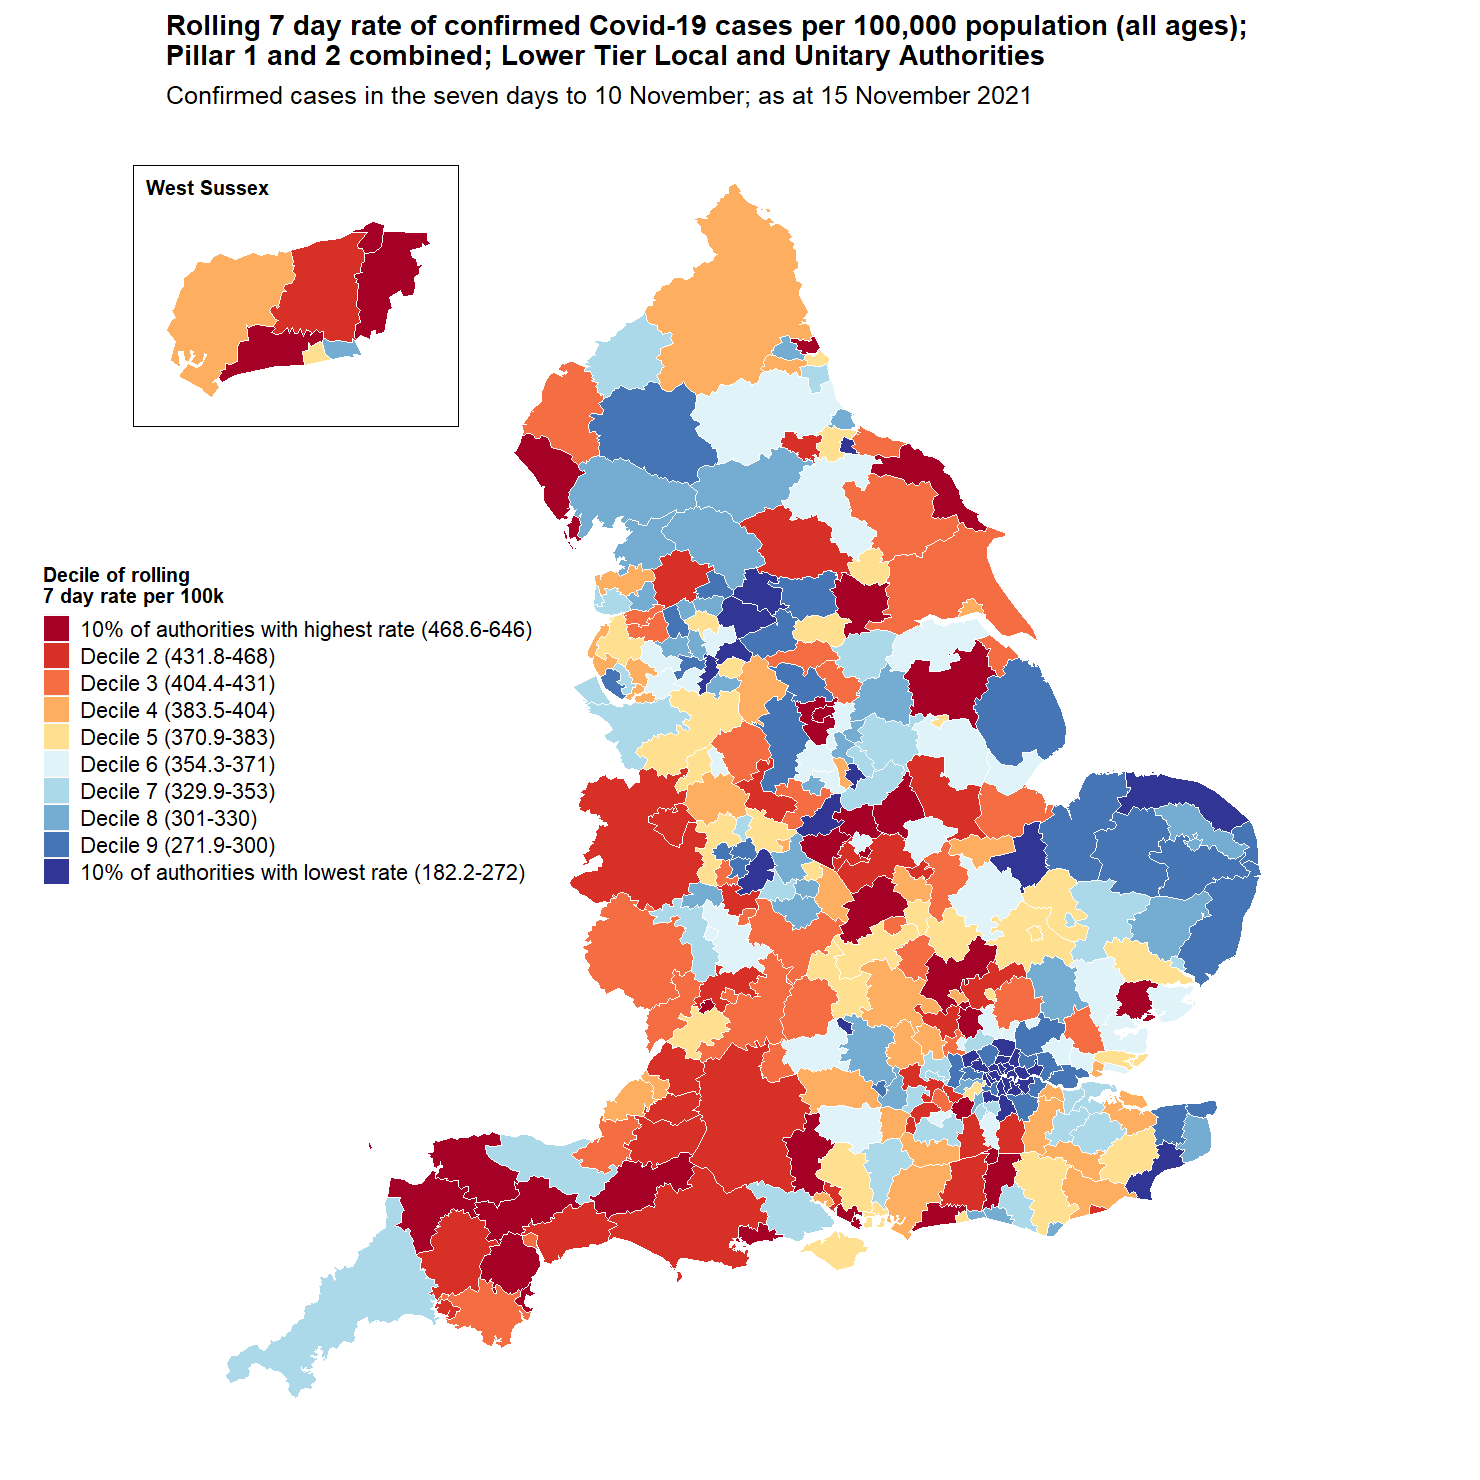 Rolling 7 day rate of confirmed Covid-19 cases per 100,000 population (all ages);
Pillar 1 and 2 combined; Lower Tier Local and Unitary Authorities
Confirmed cases in the seven days to 10 November; as at 15 November 2021
West Sussex
Decile of rolling
7 day rate per 100k
10% of authorities with highest rate (468.6-646)
Decile 2 (431.8-468)
Decile 3 (404.4-431)
Decile 4 (383.5-404)
Decile 5 (370.9-383)
Decile 6 (354.3-371)
Decile 7 (329.9-353)
Decile 8 (301-330)
Decile 9 (271.9-300)
10% of authorities with lowest rate (182.2-272)